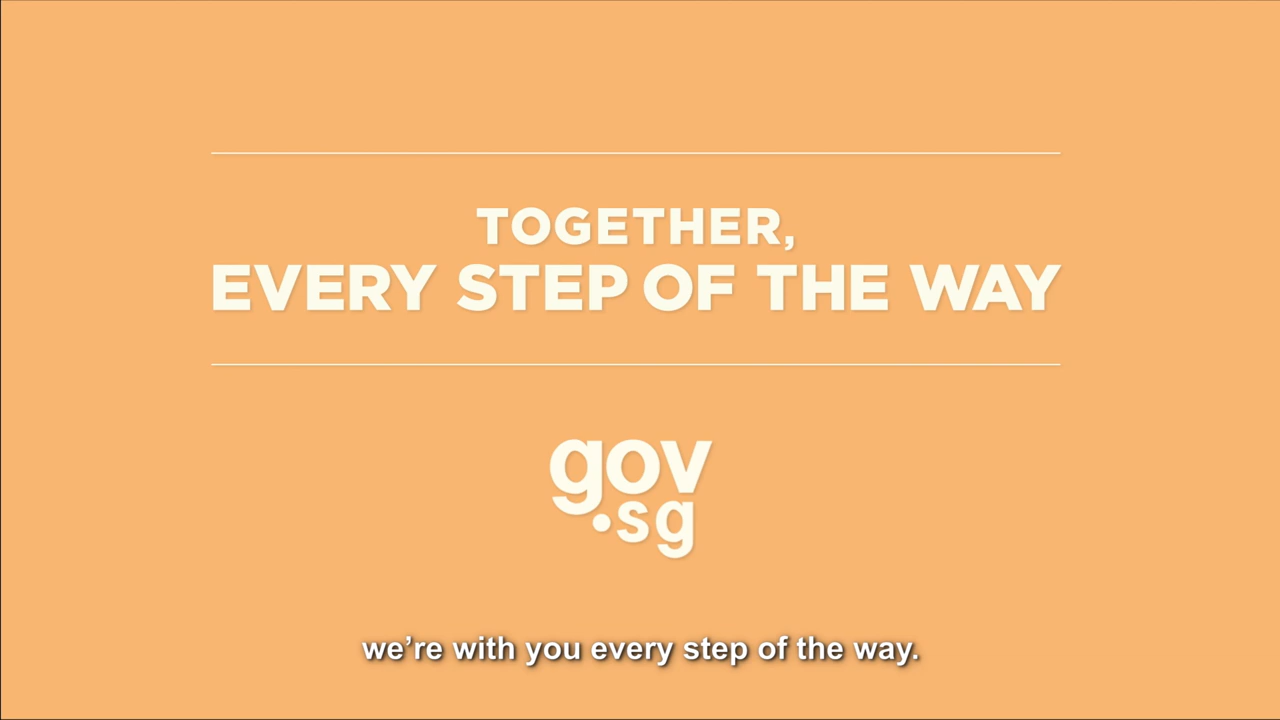 TOGETHER,
EVERY STEP OF THE WAY
gov
.sg
we’re with you every step of the way.